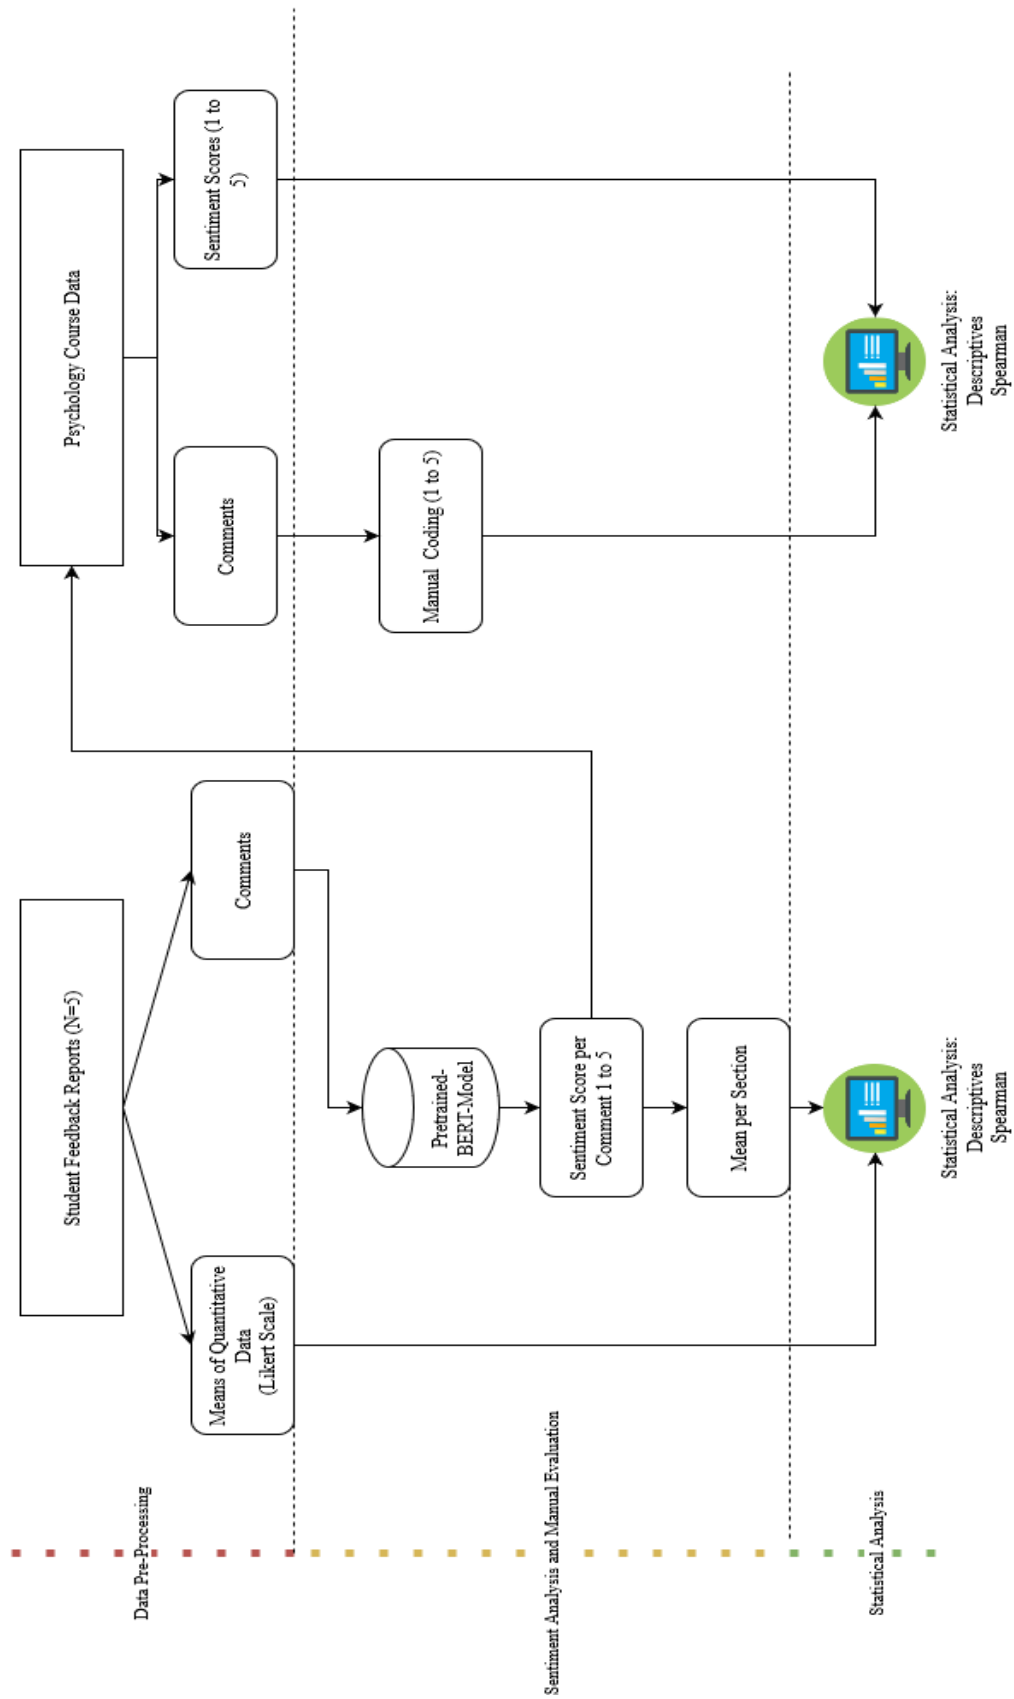 Data Pre-Processing
Student Feedback Reports (N=5)
Psychology Course Data
Means of Quantitative
Data
(Likert Scale)
Comments
Comments
Sentiment Scores (1 to
5)
Sentiment Analysis and Manual Evaluation
Pretrained-
BERT-Model
Manual Coding (1 to 5)
Sentiment Score per
Comment 1 to 5
Mean per Section
Statistical Analysis
Statistical Analysis:
Descriptives
Spearman
Statistical Analysis:
Descriptives
Spearman